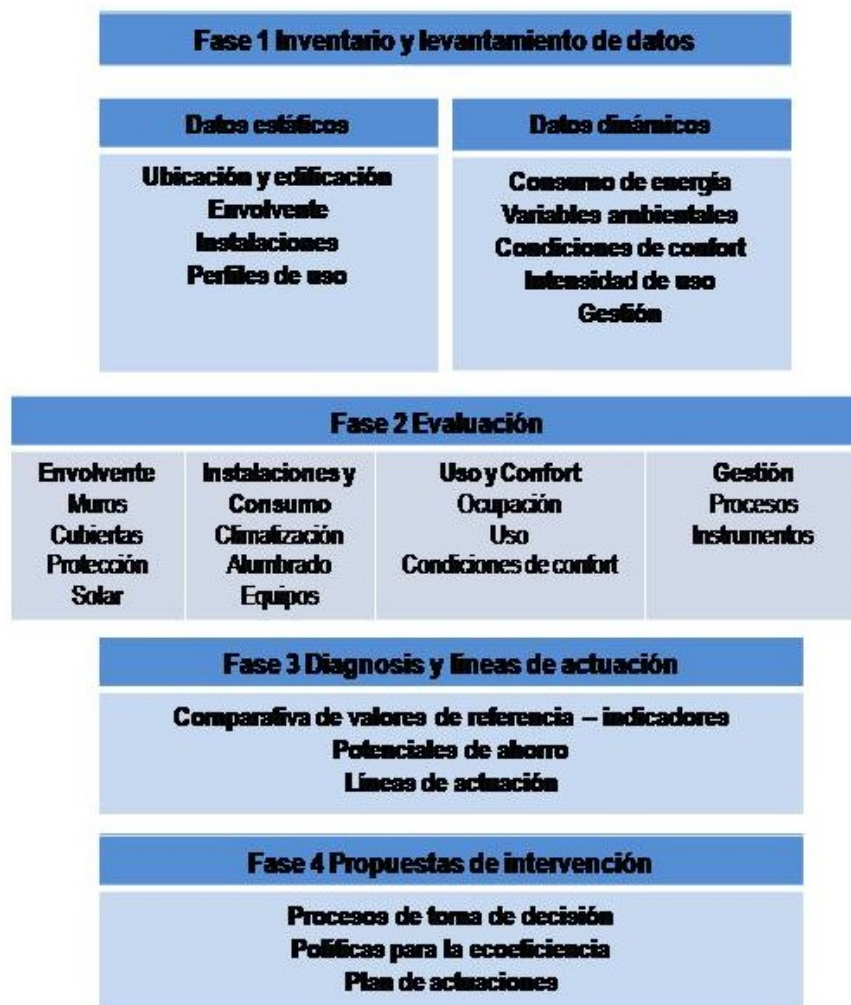 Fase 1 Inventario y levantamiento de datos
Datos estáticos
Ubicación y edificación
Envolvente
Instalaciones
Perfiles de uso
Datos dinámicos
Consumo de energía
Variables ambientales
Condiciones de confort
Intensidad de uso
Gestión
Fase 2 Evaluación
Envolvente
Muros
Cubiertas
Protección
Solar
Instalaciones y
Consumo
Climatización
Alumbrado
Equipos
Uso y Confort
Ocupación
Uso
Condiciones de confort
Gestión
Procesos
Instrumentos
Fase 3 Diagnosis y líneas de actuación
Comparativa de valores de referencia – indicadores
Potenciales de ahorro
Líneas de actuación
Fase 4 Propuestas de intervención
Procesos de toma de decisión
Políticas para la ecoeficiencia
Plan de actuaciones